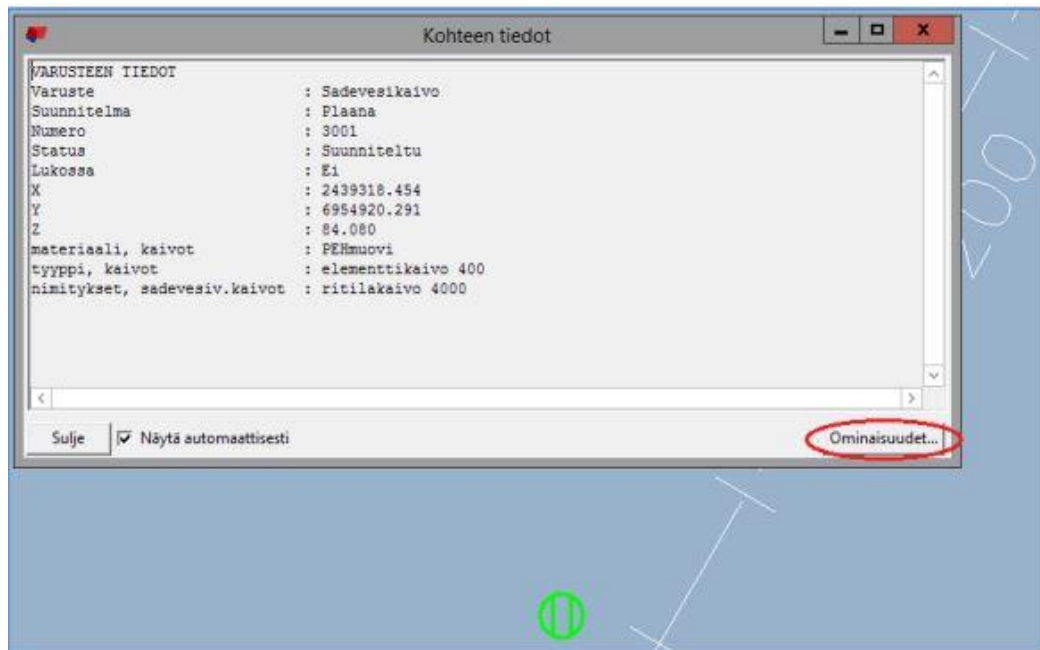 Kohteen tiedot
VARUSTEEN TIEDOT
Varuste : Sadevesikaivo
Suunnitelma : Plaana
Numero : 3001
Status : Suunniteltu
Lukossa : Ei
X : 2439318.454
Y : 6954920.291
Z : 84.080
materiaali, kaivot : PEHmuovi
tyyppi, kaivot : elementtikaivo 400
nimitykset, sadevesiv.kaivot : ritilakaivo 4000
Sulje Näytä automaattisesti Ominaisuudet...
200